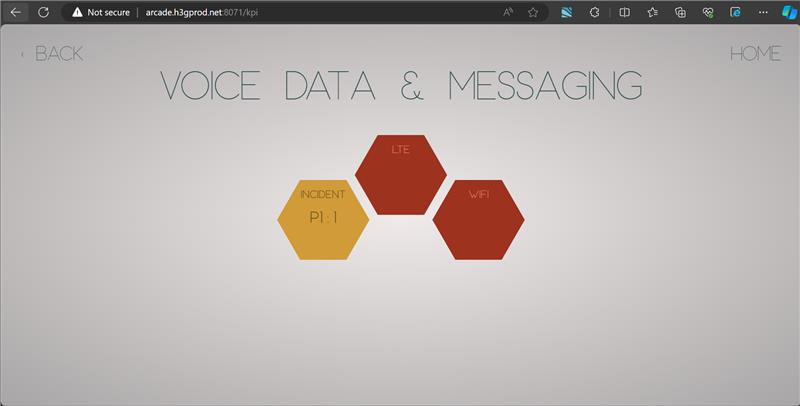 Not secure | arcade.h3gprod.net:8071/kpi
‹ BACK
HOME
VOICE DATA & MESSAGING
LTE
INCIDENT
P1 : 1
WIFI